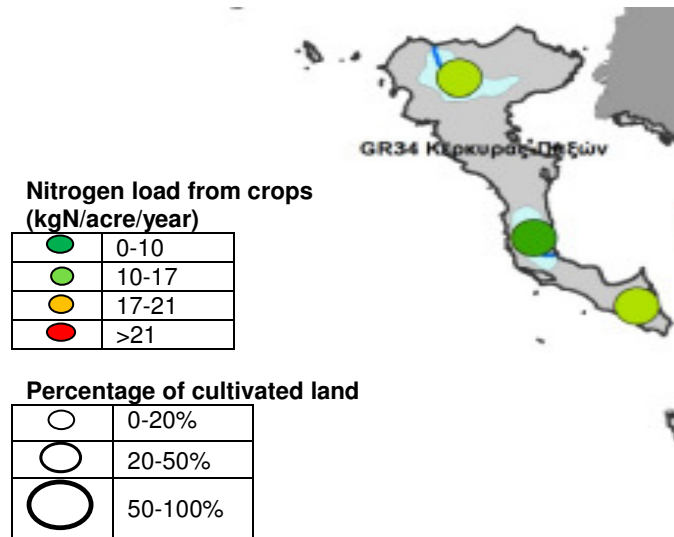 GR34 Κέρκυρας-Παξών
Nitrogen load from crops
(kgN/acre/year)
0-10
10-17
17-21
>21
Percentage of cultivated land
0-20%
20-50%
50-100%